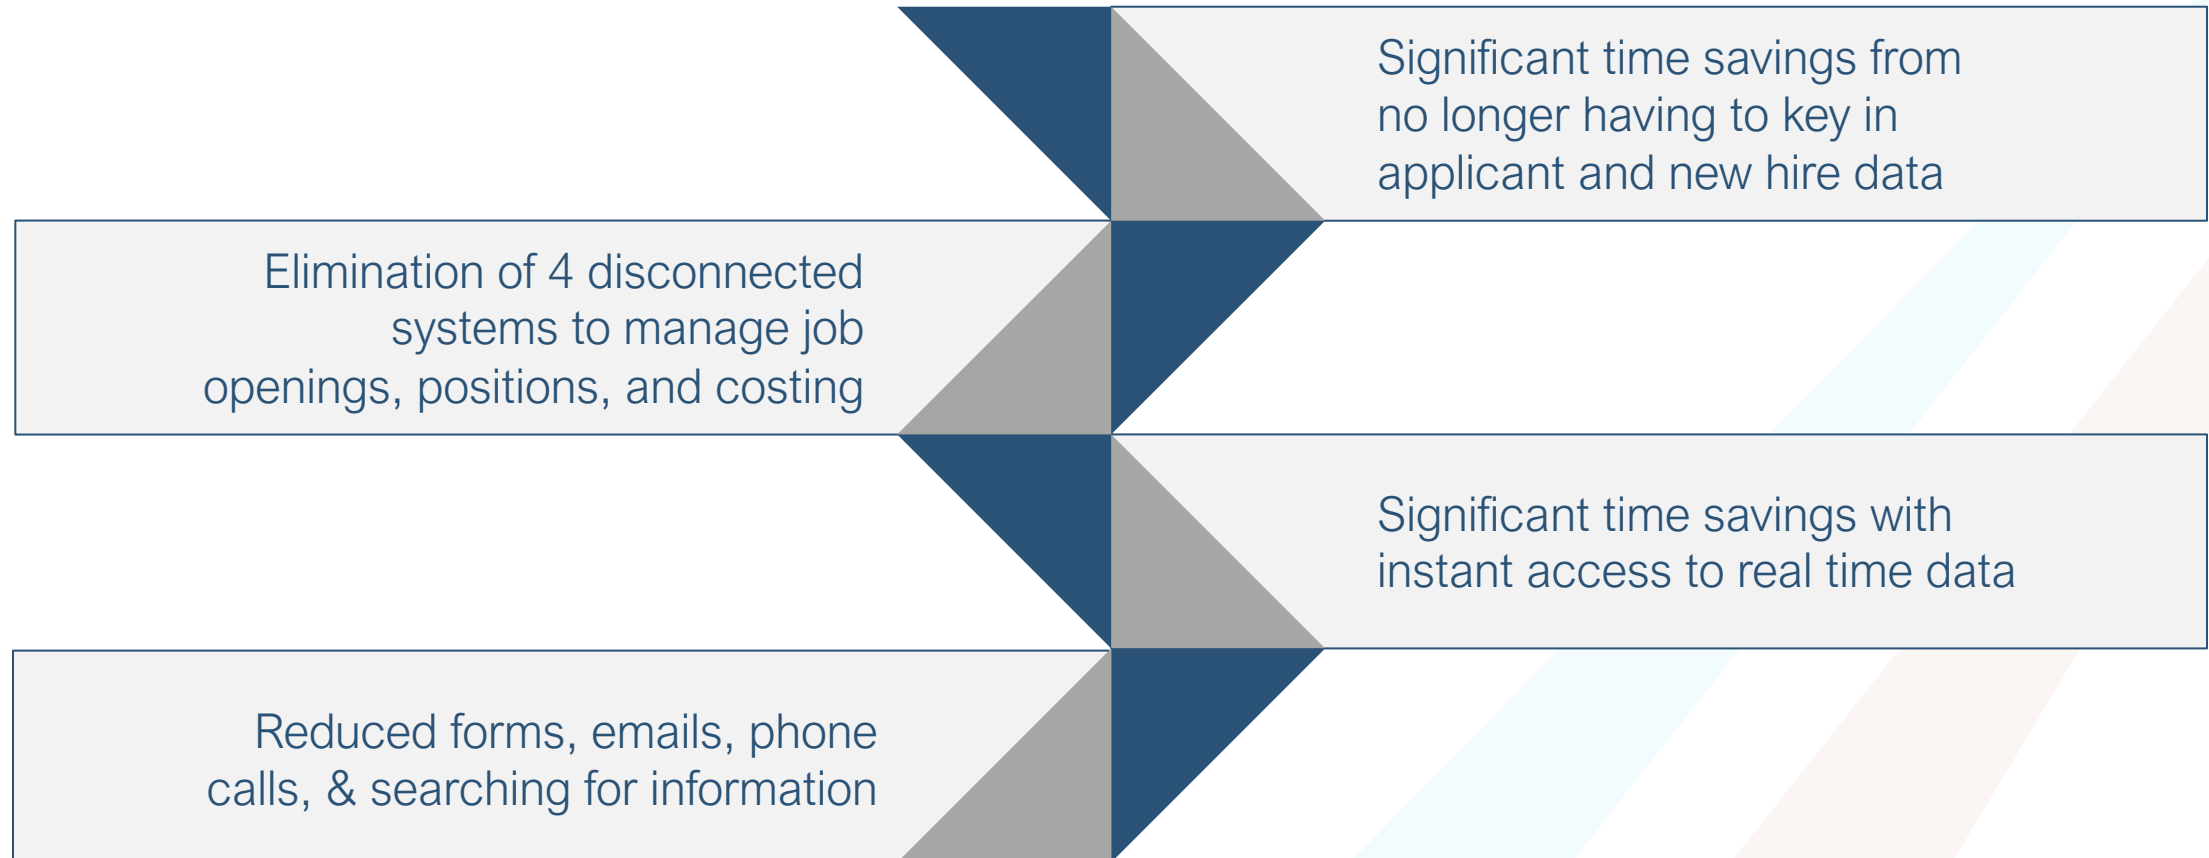 Significant time savings from
no longer having to key in
applicant and new hire data
Elimination of 4 disconnected
systems to manage job
openings, positions, and costing
Significant time savings with
instant access to real time data
Reduced forms, emails, phone
calls, & searching for information